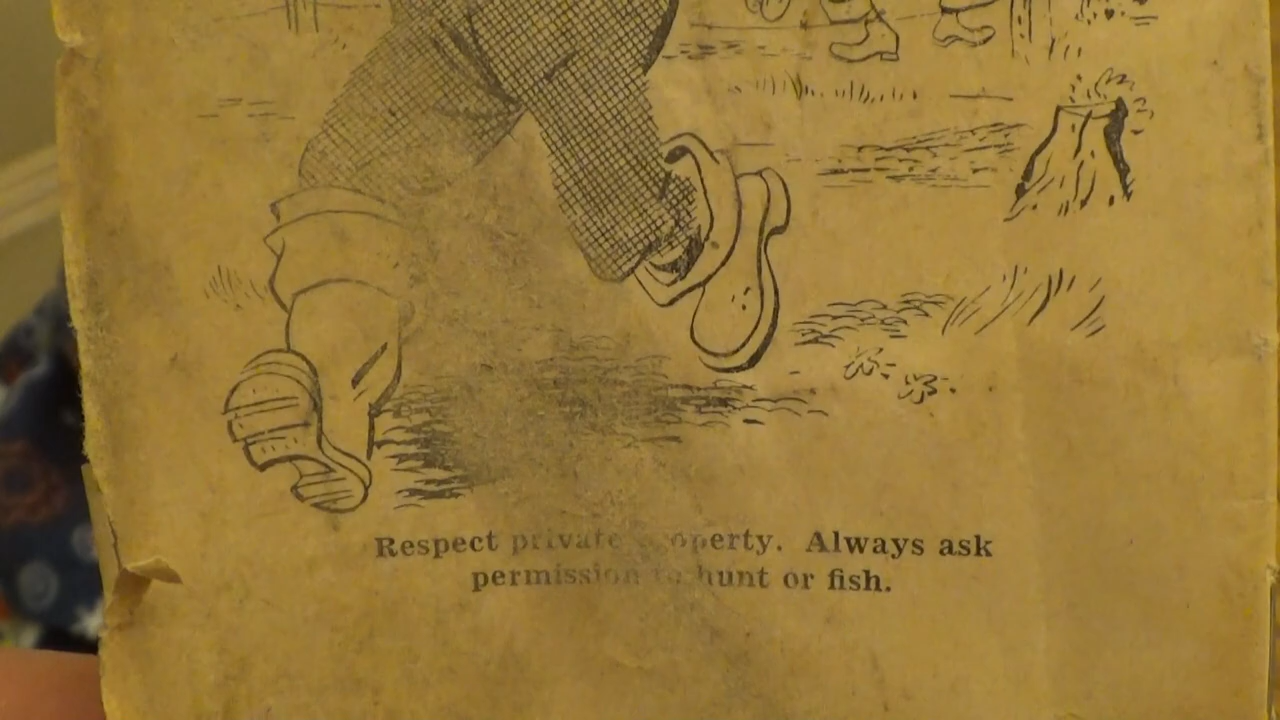 Respect private property. Always ask
permission to hunt or fish.